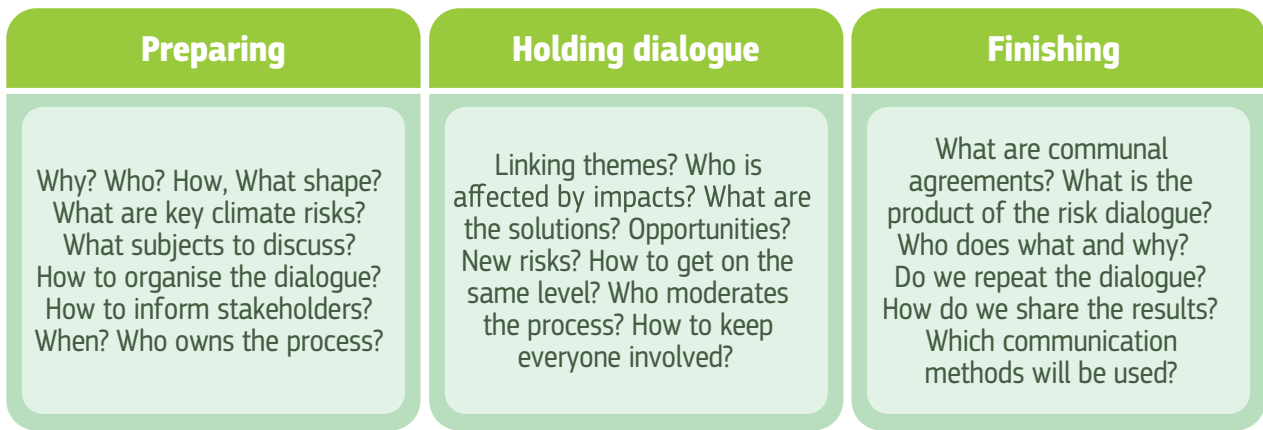 Preparing
Why? Who? How, What shape?
What are key climate risks?
What subjects to discuss?
How to organise the dialogue?
How to inform stakeholders?
When? Who owns the process?
Holding dialogue
Linking themes? Who is
affected by impacts? What are
the solutions? Opportunities?
New risks? How to get on the
same level? Who moderates
the process? How to keep
everyone involved?
Finishing
What are communal
agreements? What is the
product of the risk dialogue?
Who does what and why?
Do we repeat the dialogue?
How do we share the results?
Which communication
methods will be used?